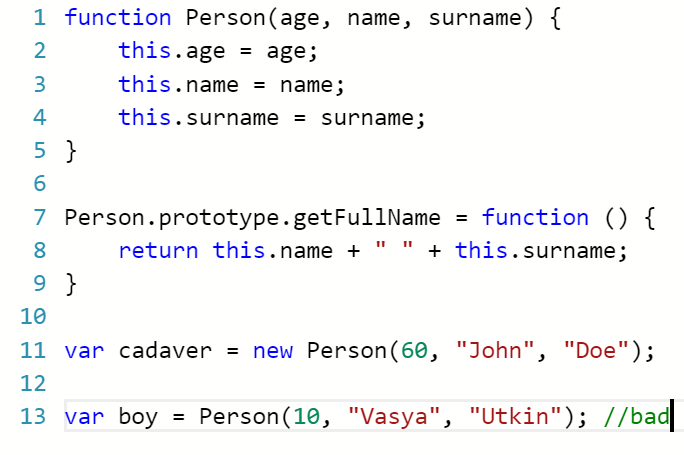 1 function Person(age, name, surname) {
2     this.age = age;
3     this.name = name;
4     this.surname = surname;
5 }
6
7 Person.prototype.getFullName = function () {
8     return this.name + " " + this.surname;
9 }
10
11 var cadaver = new Person(60, "John", "Doe");
12
13 var boy = Person(10, "Vasya", "Utkin"); //bad